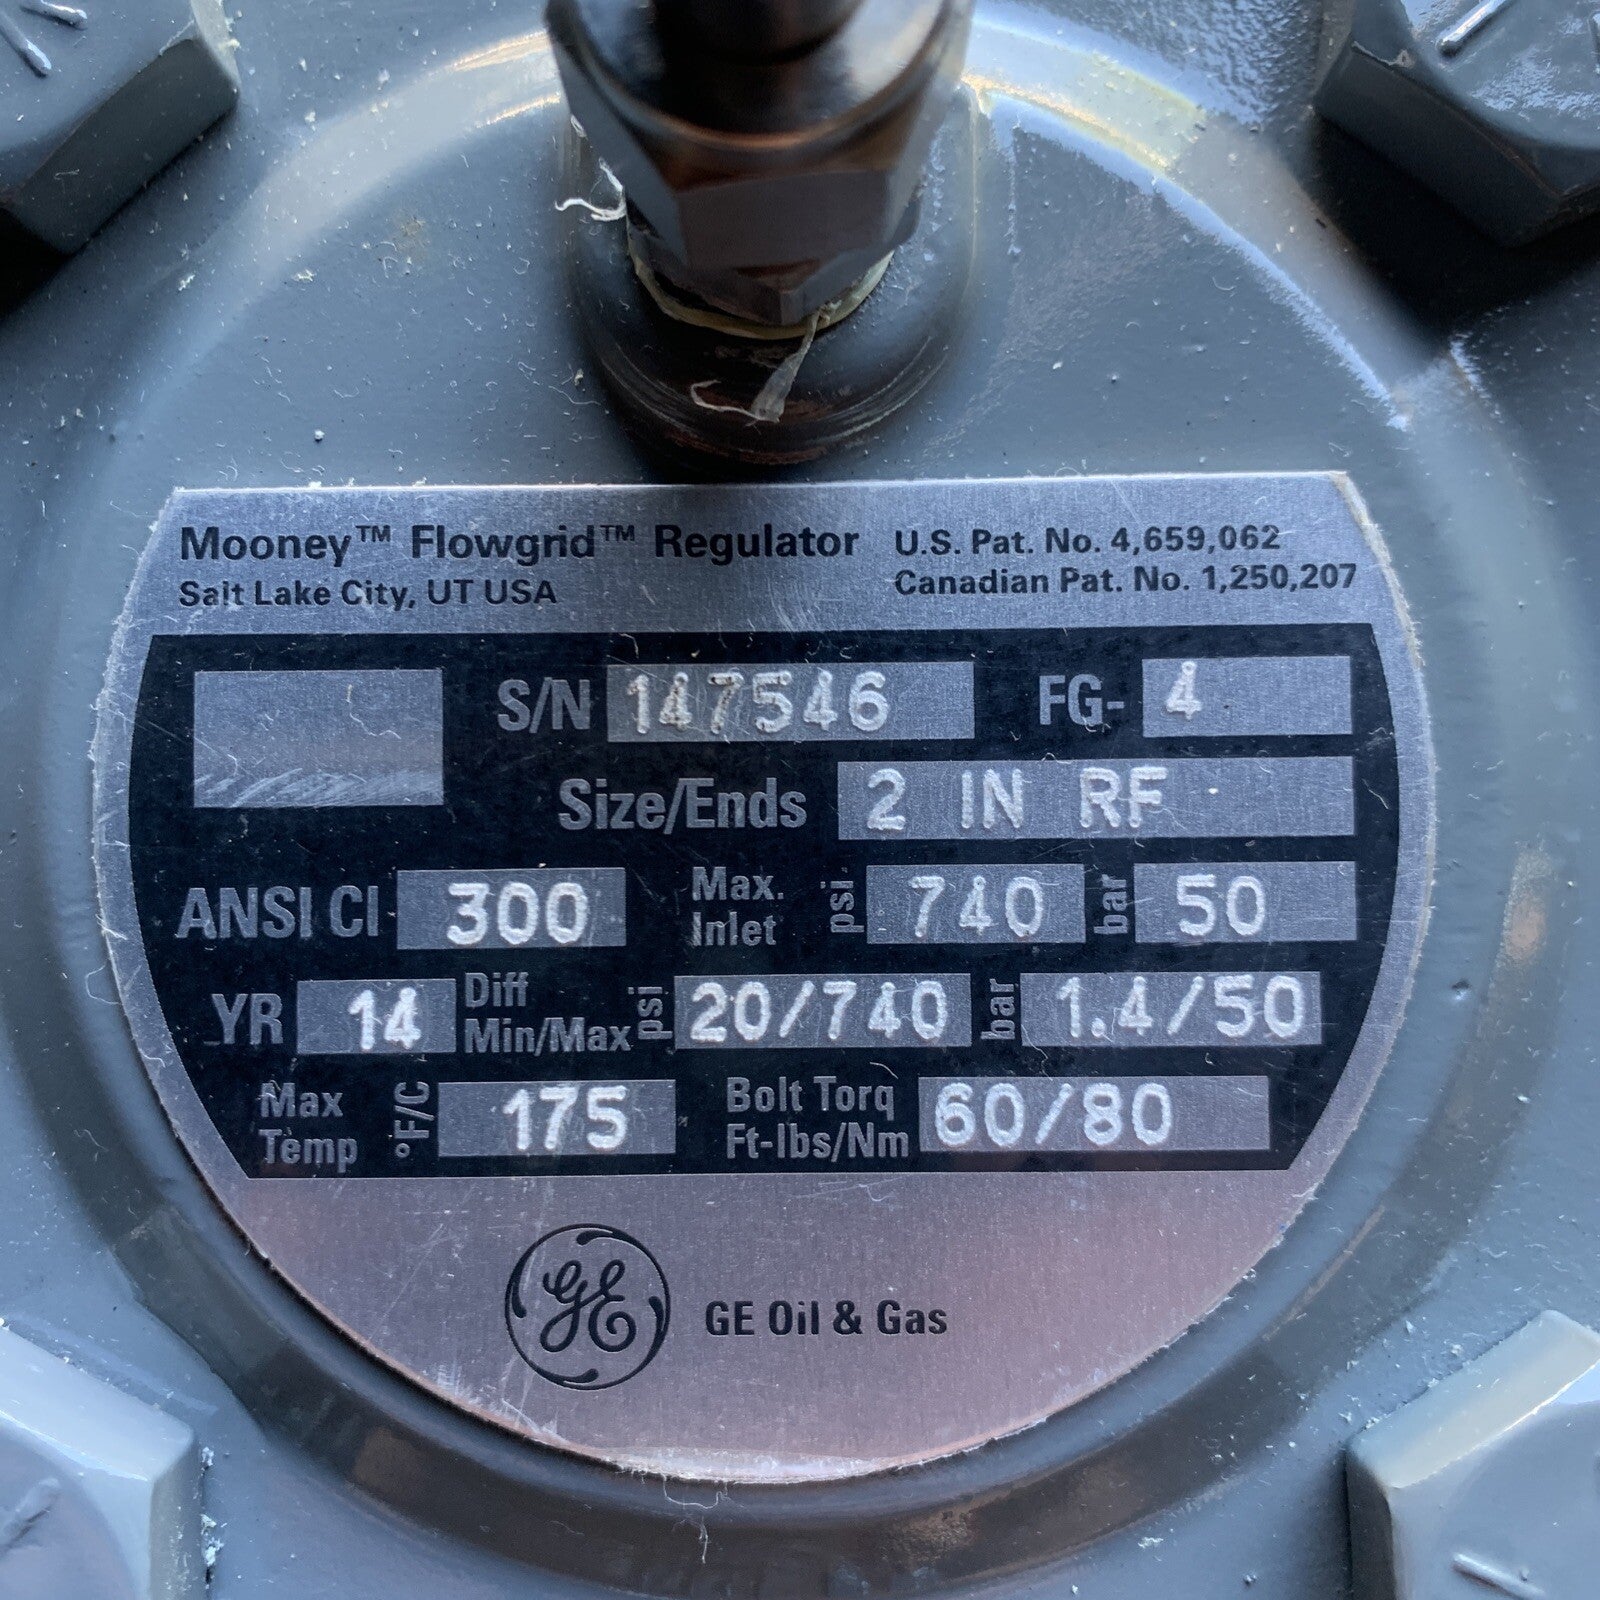 Mooney™ Flowgrid™ Regulator U.S. Pat. No. 4,659,062
Salt Lake City, UT USA Canadian Pat. No. 1,250,207
S/N 147546 FG- 4
Size/Ends 2 IN RF
ANSI Cl 300 Max. Inlet psi 740 bar 50
YR 14 Diff Min/Max psi 20/740 bar 1.4/50
Max Temp °F/C 175 Bolt Torq Ft-lbs/Nm 60/80
GE GE Oil & Gas